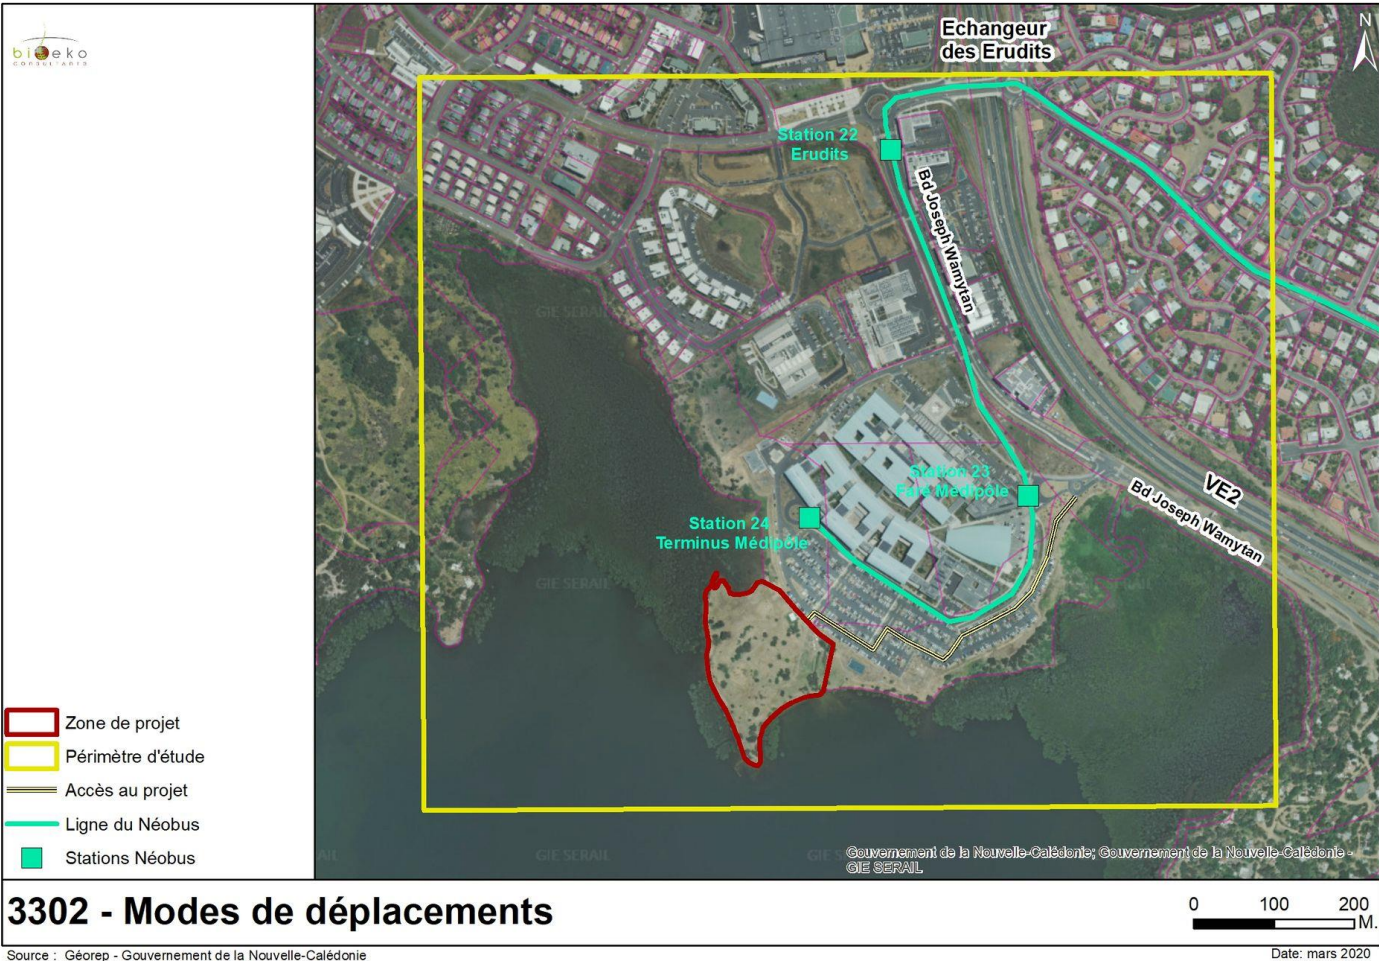 bioeko
CONSULTANTS
Echangeur
des Erudits
N
Station 22
Erudits
Bd Joseph Wamytan
GIE SERAIL
Station 23
Fare Médipôle
VE2
Bd Joseph Wamytan
Station 24
Terminus Médipôle
GIE SERAIL
Zone de projet
Périmètre d'étude
Accès au projet
Ligne du Néobus
Stations Néobus
GIE SERAIL
Gouvernement de la Nouvelle-Calédonie; Gouvernement de la Nouvelle-Calédonie -
GIE SERAIL
3302 - Modes de déplacements
0 100 200
M.
Source : Géorep - Gouvernement de la Nouvelle-Calédonie
Date: mars 2020